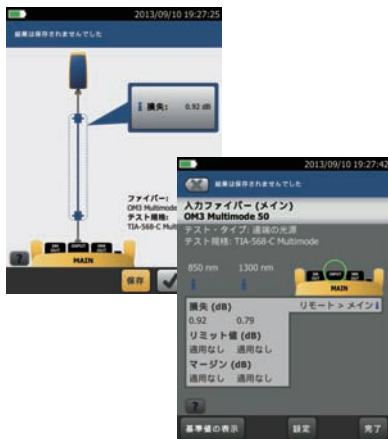 2013/09/10 19:27:25
結果は保存されませんでした
i 損失: 0.92 dB
ファイバー:
OM3 Multimode
テスト規格:
TIA-568-C Mult
MAIN
?
保存
2013/09/10 19:27:42
結果は保存されませんでした
入力ファイバー (メイン)
OM3 Multimode 50
テスト・タイプ: 遠端の光源
テスト規格: TIA-568-C Multimode
850 nm 1300 nm
i i
INPUT
MAIN
損失 (dB)
リモート > メイン i
0.92 0.79
リミット値 (dB)
適用なし 適用なし
マージン (dB)
適用なし 適用なし
?
基準値の表示 設定 完了